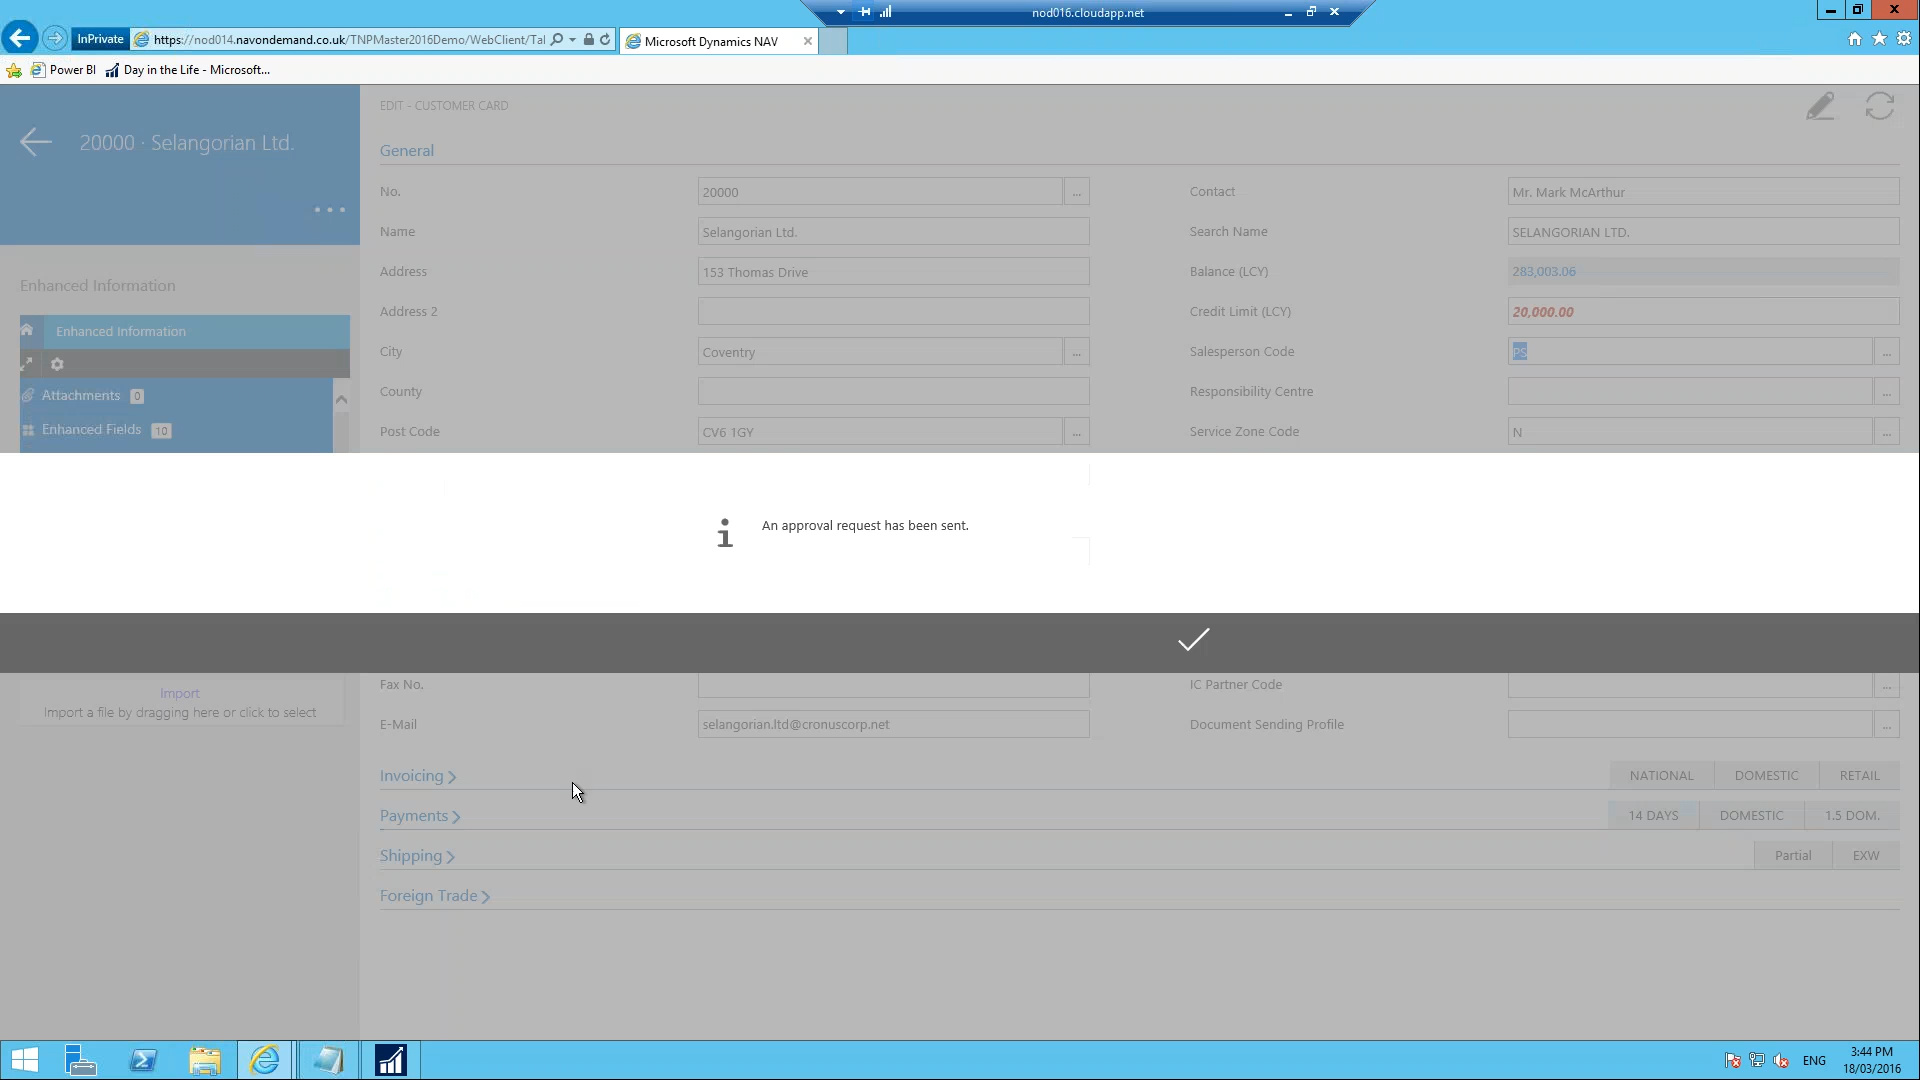 nod016.cloudapp.net
InPrivate
https://nod014.navondemand.co.uk/TNPMaster2016Demo/WebClient/Tal
Microsoft Dynamics NAV
Power BI
Day in the Life - Microsoft...
20000 · Selangorian Ltd.
EDIT - CUSTOMER CARD
General
No.
20000
...
Contact
Mr. Mark McArthur
Name
Selangorian Ltd.
Search Name
SELANGORIAN LTD.
Address
153 Thomas Drive
Balance (LCY)
283,003.06
Address 2
Credit Limit (LCY)
20,000.00
City
Coventry
...
Salesperson Code
PS
...
County
Responsibility Centre
...
Post Code
CV6 1GY
...
Service Zone Code
N
...
Enhanced Information
Enhanced Information
Attachments 0
Enhanced Fields 10
An approval request has been sent.
Import
Import a file by dragging here or click to select
Fax No.
IC Partner Code
...
E-Mail
selangorian.ltd@cronuscorp.net
Document Sending Profile
...
Invoicing
NATIONAL
DOMESTIC
RETAIL
Payments
14 DAYS
DOMESTIC
1.5 DOM.
Shipping
Partial
EXW
Foreign Trade
ENG
3:44 PM
18/03/2016